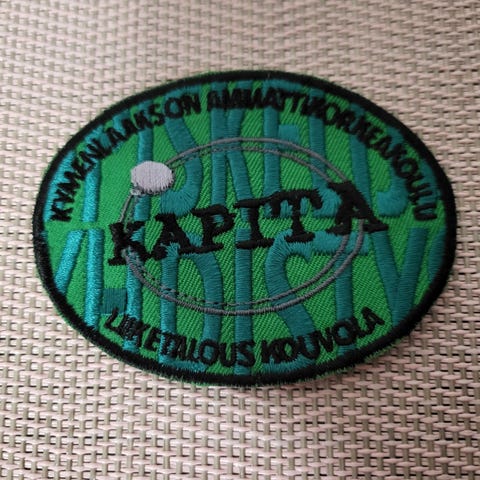 KYMENLAAKSON AMMATTIKORKEAKOULU
KAPITA
LIIKETALOUS KOUVOLA